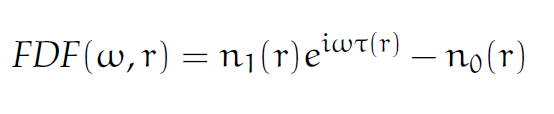 FDF(ω, r) = n₁(r)e^{iωτ(r)} − n₀(r)